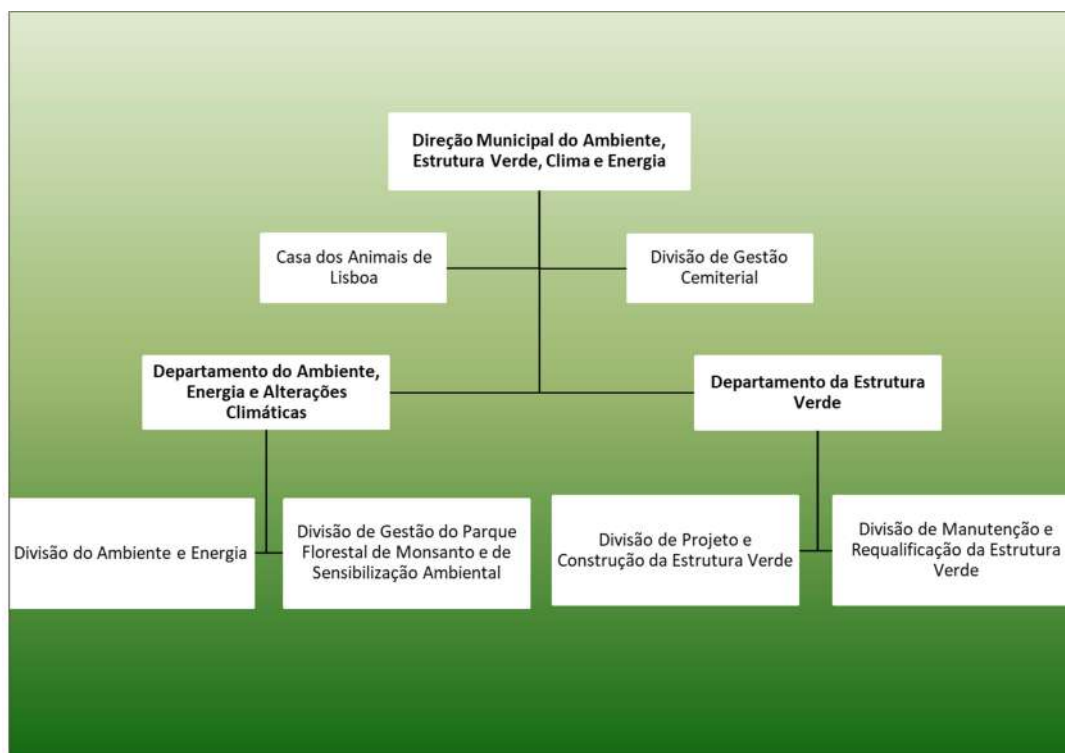 Direção Municipal do Ambiente,
Estrutura Verde, Clima e Energia
Casa dos Animais de
Lisboa
Divisão de Gestão
Cemiterial
Departamento do Ambiente,
Energia e Alterações
Climáticas
Departamento da Estrutura
Verde
Divisão do Ambiente e Energia
Divisão de Gestão do Parque
Florestal de Monsanto e de
Sensibilização Ambiental
Divisão de Projeto e
Construção da Estrutura Verde
Divisão de Manutenção e
Requalificação da Estrutura
Verde